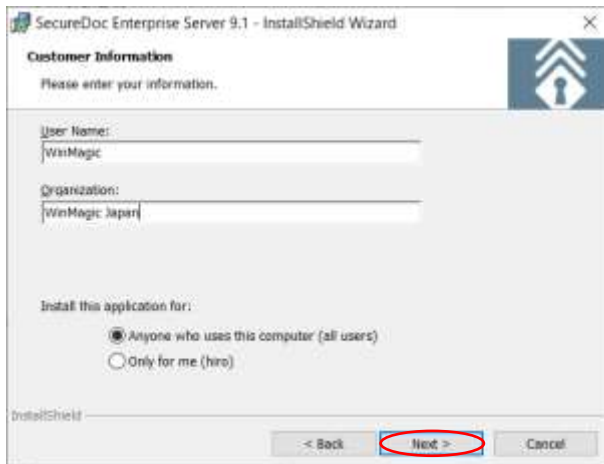 SecureDoc Enterprise Server 9.1 - InstallShield Wizard
Customer Information
Please enter your information.
User Name:
WinMagic
Organization:
WinMagic Japan
Install this application for:
Anyone who uses this computer (all users)
Only for me (hiro)
InstallShield
< Back
Next >
Cancel